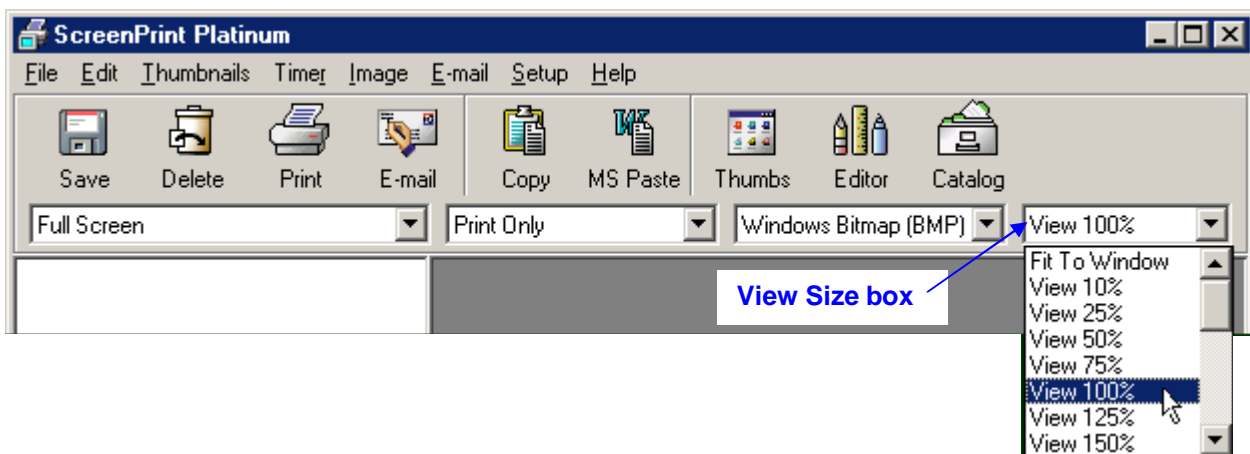 ScreenPrint Platinum
File Edit Thumbnails Timer Image E-mail Setup Help
Save Delete Print E-mail Copy MS Paste Thumbs Editor Catalog
Full Screen Print Only Windows Bitmap (BMP) View 100%
Fit To Window
View Size box
View 10%
View 25%
View 50%
View 75%
View 100%
View 125%
View 150%